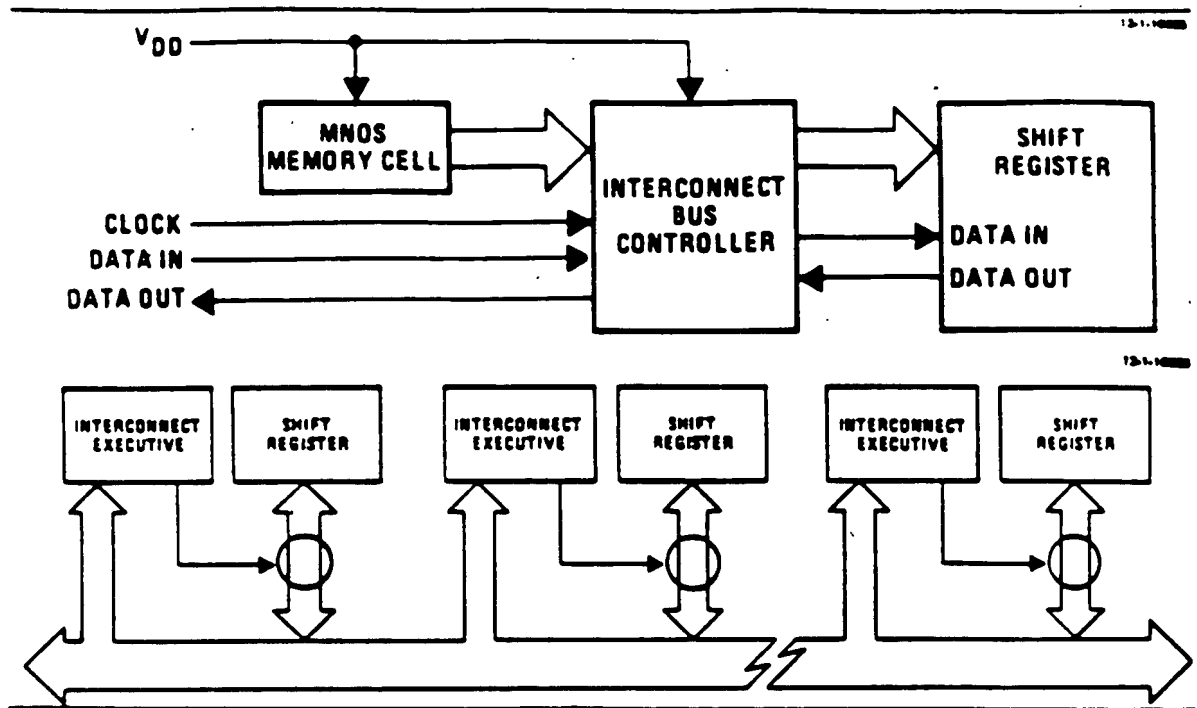 V_DD
MNOS
MEMORY CELL
INTERCONNECT
BUS
CONTROLLER
SHIFT
REGISTER
CLOCK
DATA IN
DATA OUT
DATA IN
DATA OUT
INTERCONNECT
EXECUTIVE
SHIFT
REGISTER
INTERCONNECT
EXECUTIVE
SHIFT
REGISTER
INTERCONNECT
EXECUTIVE
SHIFT
REGISTER